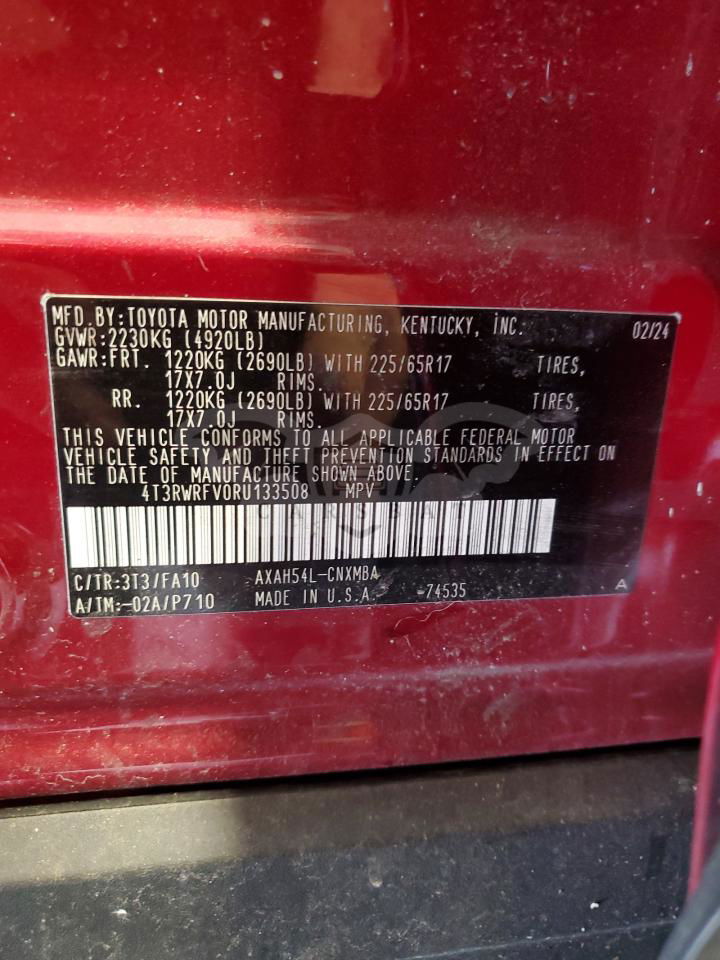 MFD. BY:TOYOTA MOTOR MANUFACTURING, KENTUCKY, INC. 02/24
GVWR:2230KG (4920LB)
GAWR:FRT. 1220KG (2690LB) WITH 225/65R17 TIRES,
17X7.0J RIMS.
RR. 1220KG (2690LB) WITH 225/65R17 TIRES,
17X7.0J RIMS.
THIS VEHICLE CONFORMS TO ALL APPLICABLE FEDERAL MOTOR
VEHICLE SAFETY AND THEFT PREVENTION STANDARDS IN EFFECT ON
THE DATE OF MANUFACTURE SHOWN ABOVE.
4T3RWRFV0RU133508 MPV
C/TR:3T3/FA10 AXAH54L-CNXMBA
A/TM:-02A/P710 MADE IN U.S.A -74535 A